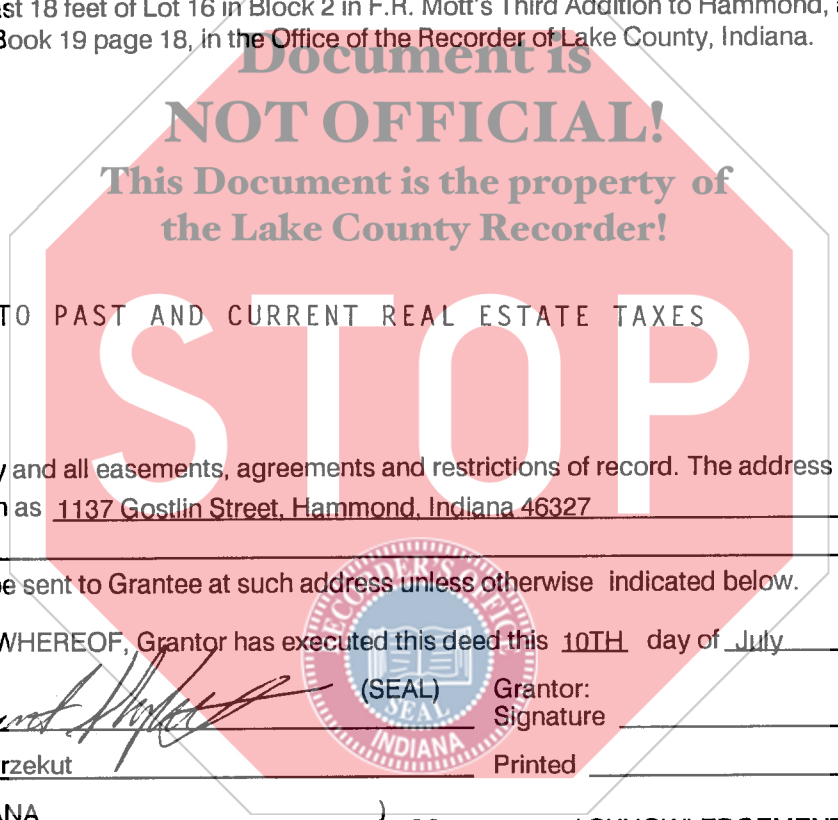 st 18 feet of Lot 16 in Block 2 in F.R. Mott's Third Addition to Hammond,
Book 19 page 18, in the Office of the Recorder of Lake County, Indiana.
Document is
NOT OFFICIAL!
This Document is the property of
the Lake County Recorder!
TO PAST AND CURRENT REAL ESTATE TAXES
STOP
y and all easements, agreements and restrictions of record. The address
n as 1137 Gostlin Street, Hammond, Indiana 46327
be sent to Grantee at such address unless otherwise indicated below.
WHEREOF, Grantor has executed this deed this 10TH day of July
(SEAL) Grantor:
Signature
rzekut Printed
RECORDER'S OFFICE
SEAL
INDIANA
ANA )